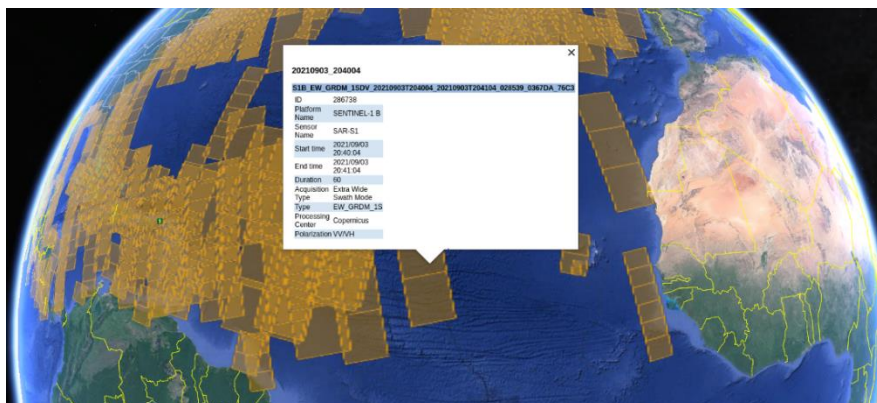 20210903_204004
S1B_EW_GRDM_1SDV_20210903T204004_20210903T204104_028539_0367DA_76C3
ID 286738
Platform Name SENTINEL-1 B
Sensor Name SAR-S1
Start time 2021/09/03 20:40:04
End time 2021/09/03 20:41:04
Duration 60
Acquisition Type Extra Wide Swath Mode
Type EW_GRDM_1S
Processing Center Copernicus
Polarization VV/VH